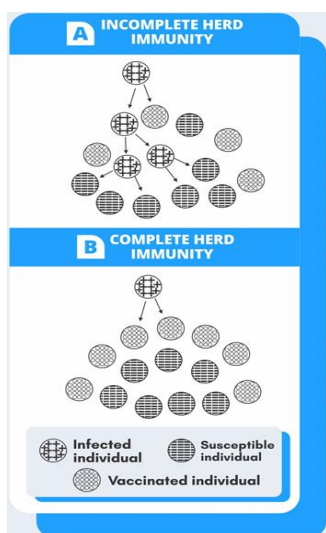 A INCOMPLETE HERD
IMMUNITY
B COMPLETE HERD
IMMUNITY
Infected
individual
Susceptible
individual
Vaccinated individual